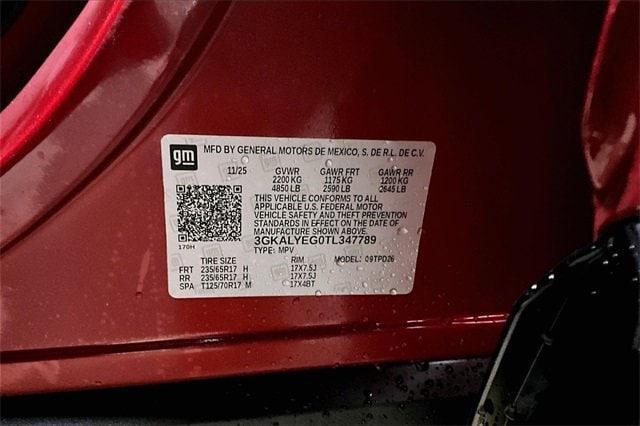 gm
MFD BY GENERAL MOTORS DE MEXICO, S. DE R.L. DE C.V.
11/25 GVWR GAWR FRT GAWR RR
2200 KG 1175 KG 1200 KG
4850 LB 2590 LB 2645 LB
THIS VEHICLE CONFORMS TO ALL
APPLICABLE U.S. FEDERAL MOTOR
VEHICLE SAFETY AND THEFT PREVENTION
STANDARDS IN EFFECT ON THE DATE OF
MANUFACTURE SHOWN ABOVE.
170H
3GKALYEG0TL347789
TYPE: MPV
TIRE SIZE RIM MODEL: 09TPD26
FRT 235/65R17 H 17X7.5J
RR 235/65R17 H 17X7.5J
SPA T125/70R17 M 17X4BT